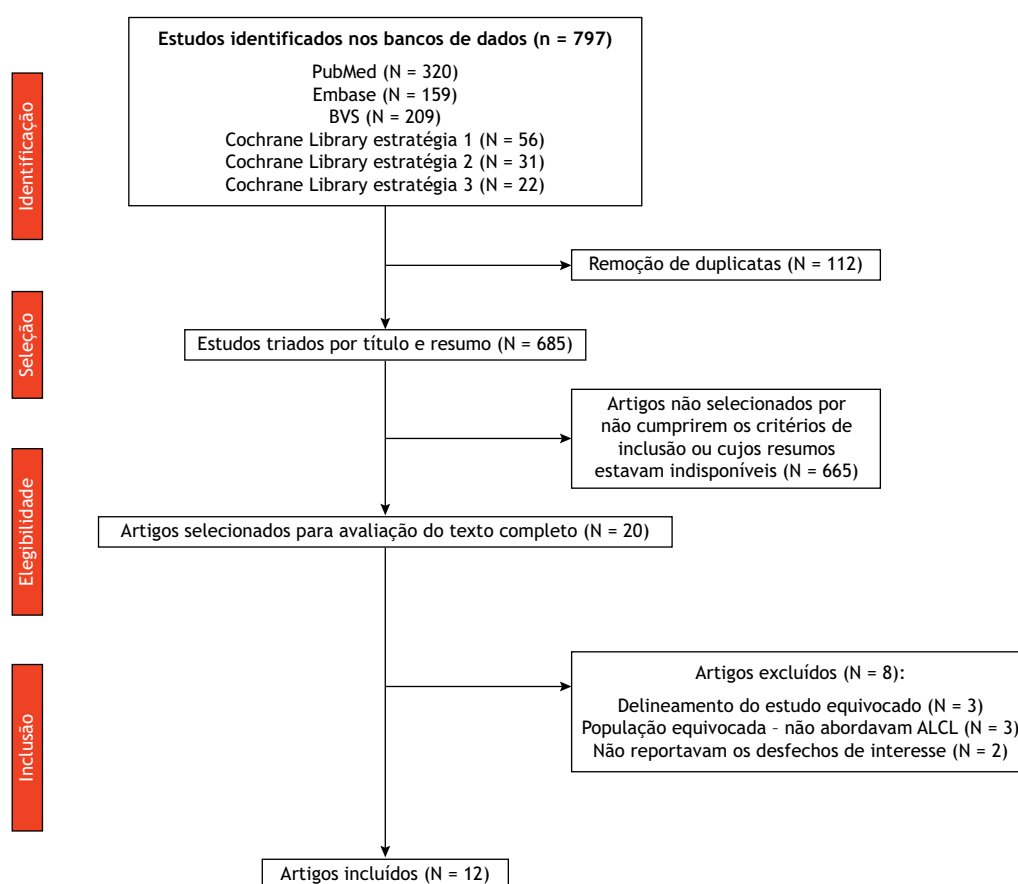 Estudos identificados nos bancos de dados (n = 797)
PubMed (N = 320)
Embase (N = 159)
BVS (N = 209)
Cochrane Library estratégia 1 (N = 56)
Cochrane Library estratégia 2 (N = 31)
Cochrane Library estratégia 3 (N = 22)
Identificação
Remoção de duplicatas (N = 112)
Seleção
Estudos triados por título e resumo (N = 685)
Artigos não selecionados por
não cumprirem os critérios de
inclusão ou cujos resumos
estavam indisponíveis (N = 665)
Elegibilidade
Artigos selecionados para avaliação do texto completo (N = 20)
Inclusão
Artigos excluídos (N = 8):
Delineamento do estudo equivocado (N = 3)
População equivocada – não abordavam ALCL (N = 3)
Não reportavam os desfechos de interesse (N = 2)
Artigos incluídos (N = 12)